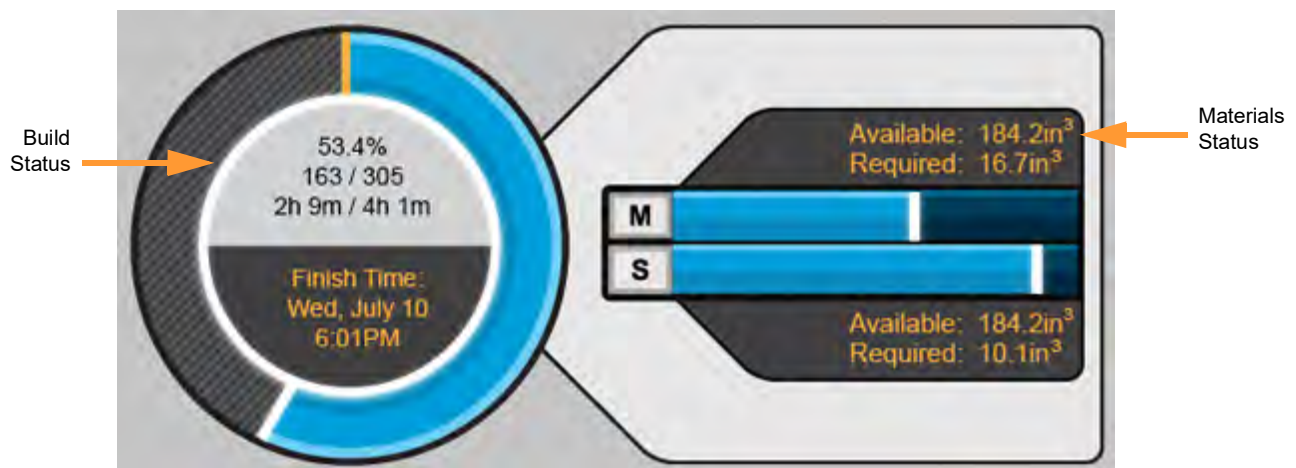 Build
Status
53.4%
163 / 305
2h 9m / 4h 1m
Finish Time:
Wed, July 10
6:01PM
Available: 184.2in³
Required: 16.7in³
M
S
Available: 184.2in³
Required: 10.1in³
Materials
Status